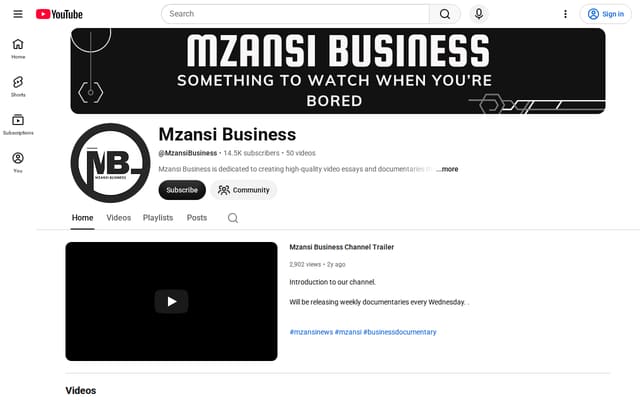 YouTube
Search
Sign in
Home
Shorts
Subscriptions
You
MZANSI BUSINESS
SOMETHING TO WATCH WHEN YOU'RE
BORED
MB
MZANSI BUSINESS
Mzansi Business
@MzansiBusiness • 14.5K subscribers • 50 videos
Mzansi Business is dedicated to creating high-quality video essays and documentaries ...more
Subscribe
Community
Home Videos Playlists Posts
Mzansi Business Channel Trailer
2,902 views • 2y ago
Introduction to our channel.
Will be releasing weekly documentaries every Wednesday. .
#mzansinews #mzansi #businessdocumentary
Videos